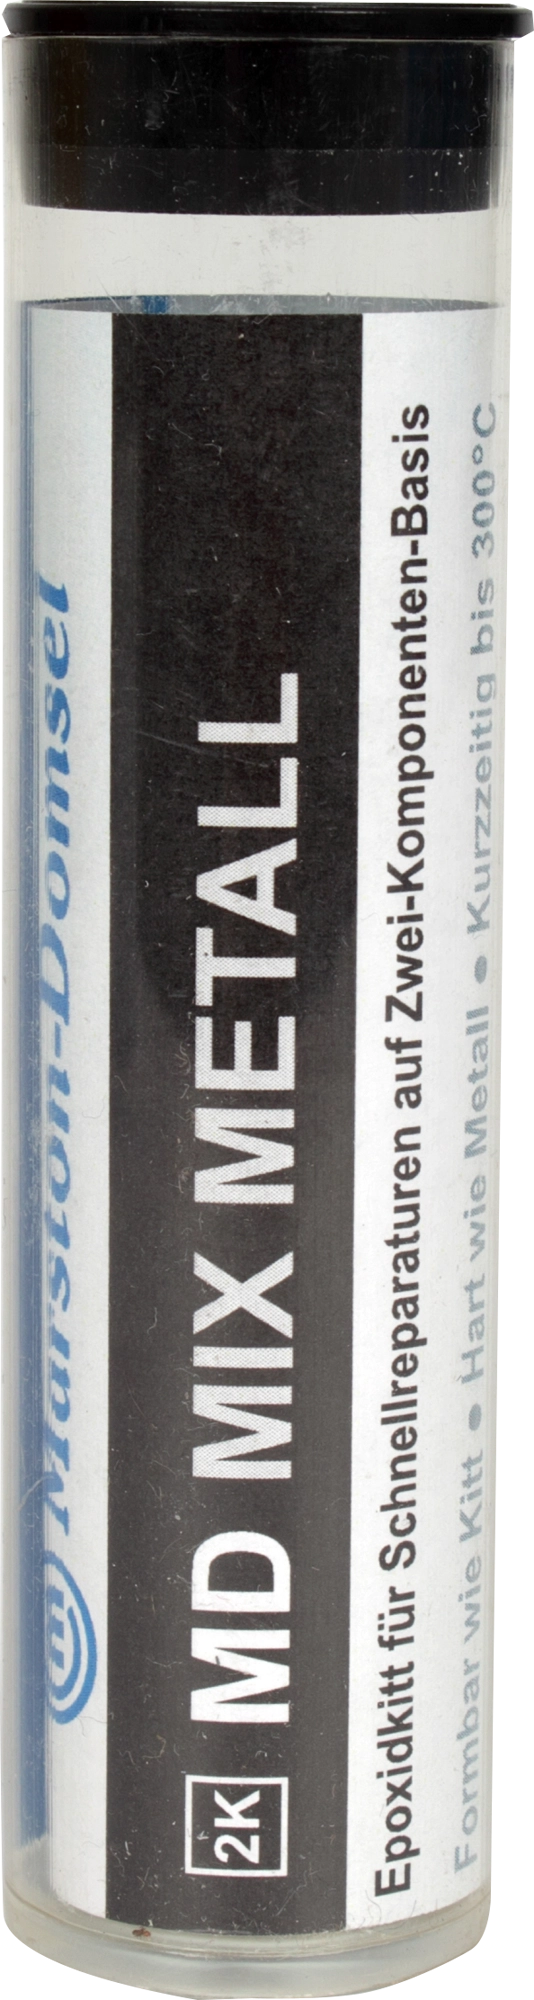 Marston-Domsel
2K MD MIX METALL
Epoxidkitt für Schnellreparaturen auf Zwei-Komponenten-Basis
Formbar wie Kitt ● Hart wie Metall ● Kurzzeitig bis 300°C